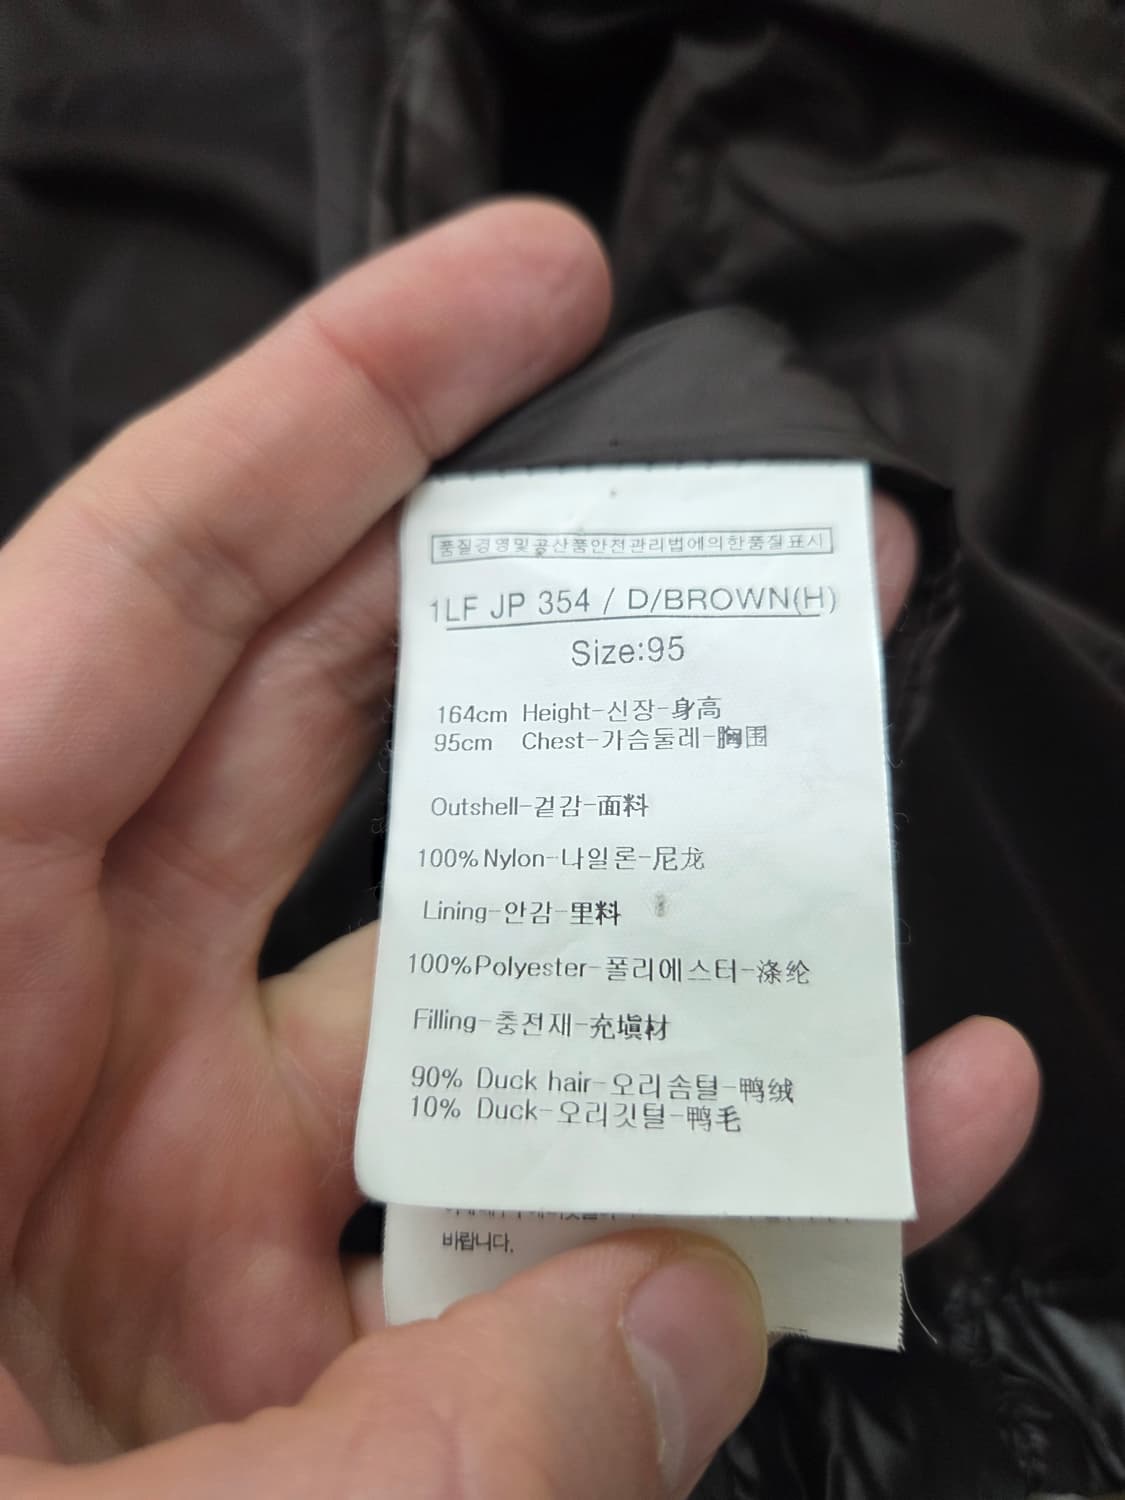 품질경영및공산품안전관리법에의한품질표시
1LF JP 354 / D/BROWN(H)
Size:95
164cm Height-신장-身高
95cm Chest-가슴둘레-胸围
Outshell-겉감-面料
100%Nylon-나일론-尼龙
Lining-안감-里料
100%Polyester-폴리에스터-涤纶
Filling-충전재-充塡材
90% Duck hair-오리솜털-鸭绒
10% Duck-오리깃털-鸭毛
바랍니다.